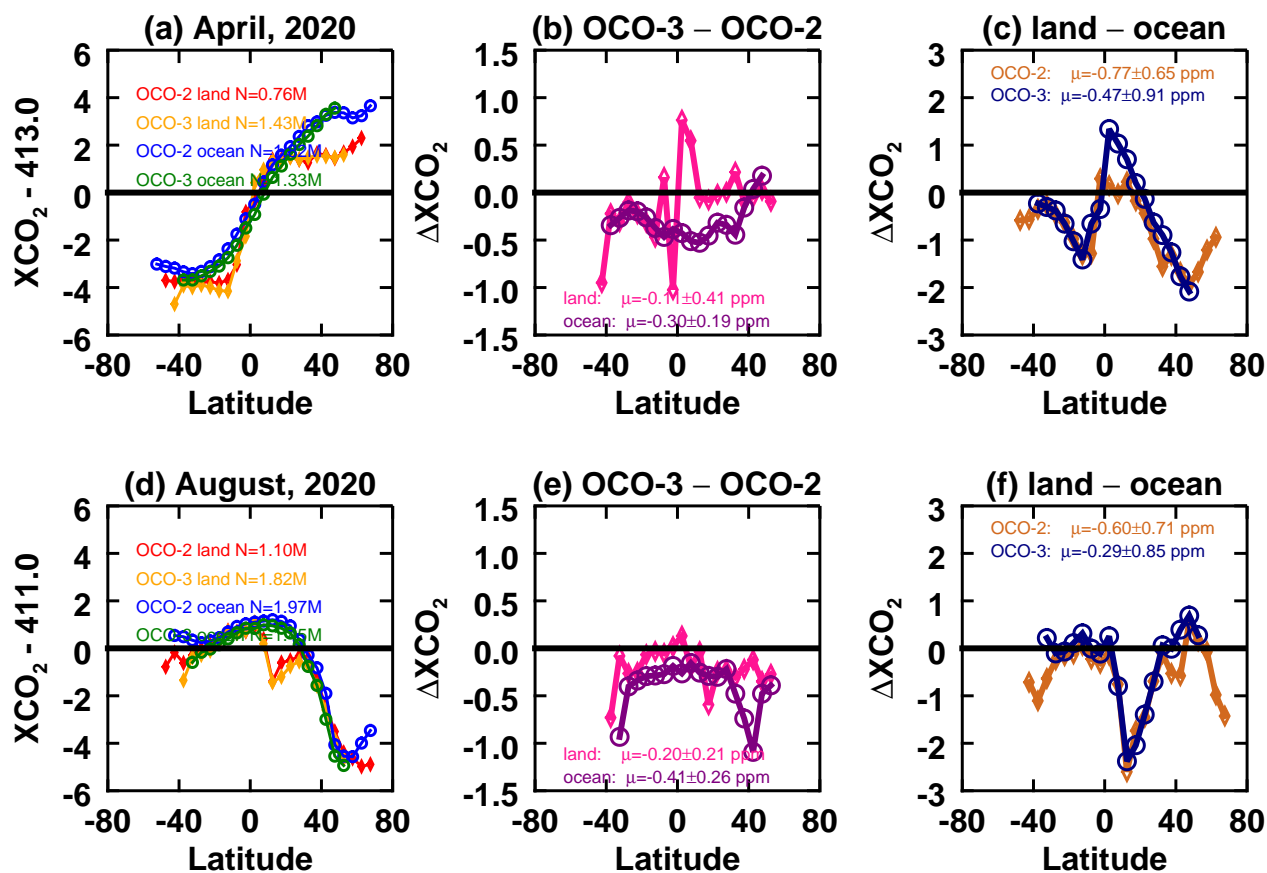 (a) April, 2020
XCO2 - 413.0
6
4
2
0
-2
-4
-6
OCO-2 land N=0.76M
OCO-3 land N=1.43M
OCO-2 ocean
OCO-3 ocean N=1.33M
-80 -40 0 40 80
Latitude
(b) OCO-3 − OCO-2
ΔXCO2
1.5
1.0
0.5
0.0
-0.5
-1.0
-1.5
land: μ=-0.11±0.41 ppm
ocean: μ=-0.30±0.19 ppm
-80 -40 0 40 80
Latitude
(c) land − ocean
ΔXCO2
3
2
1
0
-1
-2
-3
OCO-2: μ=-0.77±0.65 ppm
OCO-3: μ=-0.47±0.91 ppm
-80 -40 0 40 80
Latitude
(d) August, 2020
XCO2 - 411.0
6
4
2
0
-2
-4
-6
OCO-2 land N=1.10M
OCO-3 land N=1.82M
OCO-2 ocean N=1.97M
-80 -40 0 40 80
Latitude
(e) OCO-3 − OCO-2
ΔXCO2
1.5
1.0
0.5
0.0
-0.5
-1.0
-1.5
land: μ=-0.20±0.21 ppm
ocean: μ=-0.41±0.26 ppm
-80 -40 0 40 80
Latitude
(f) land − ocean
ΔXCO2
3
2
1
0
-1
-2
-3
OCO-2: μ=-0.60±0.71 ppm
OCO-3: μ=-0.29±0.85 ppm
-80 -40 0 40 80
Latitude